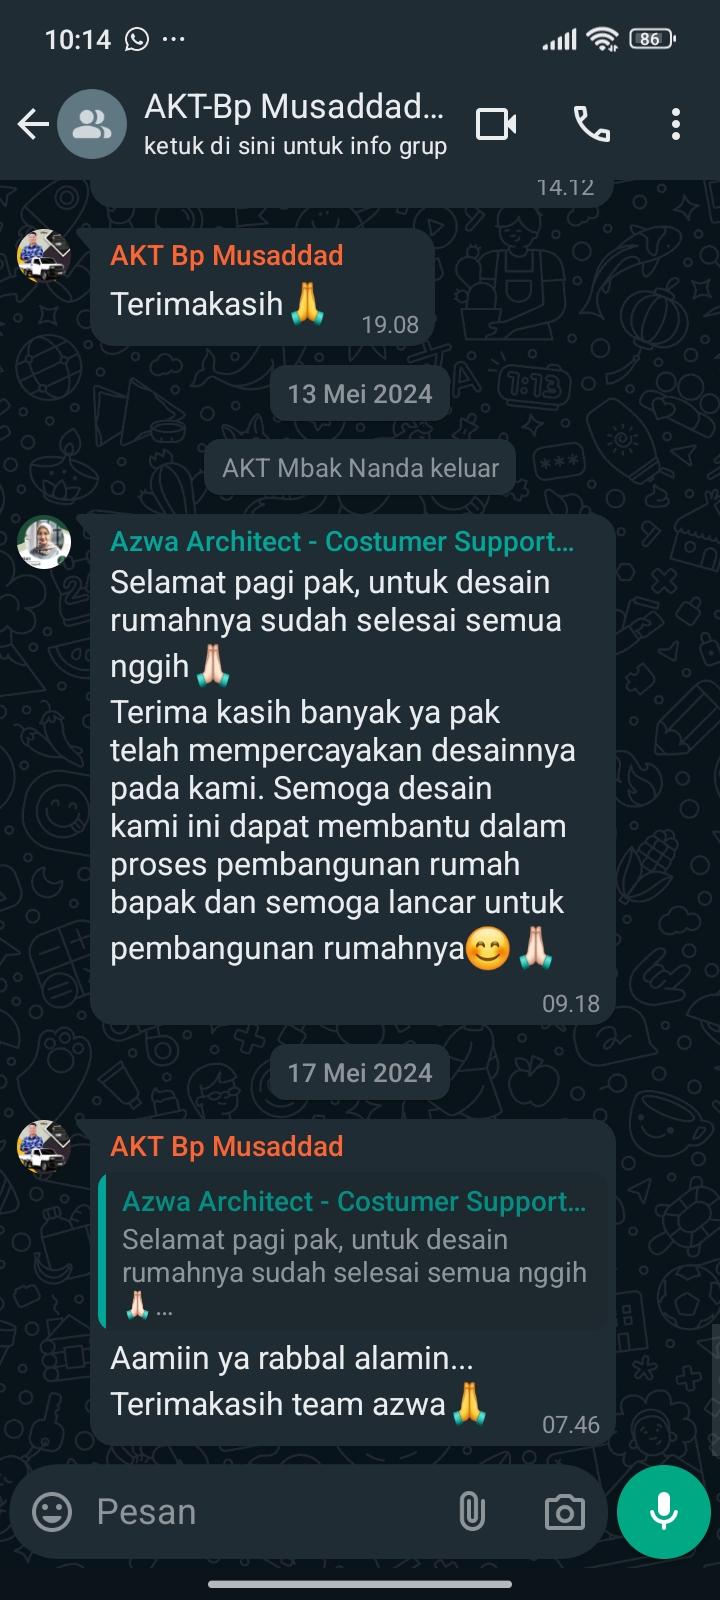 10:14
86
AKT-Bp Musaddad...
ketuk di sini untuk info grup
14.12
AKT Bp Musaddad
Terimakasih🙏
19.08
13 Mei 2024
AKT Mbak Nanda keluar
Azwa Architect - Costumer Support...
Selamat pagi pak, untuk desain
rumahnya sudah selesai semua
nggih🙏🏻
Terima kasih banyak ya pak
telah mempercayakan desainnya
pada kami. Semoga desain
kami ini dapat membantu dalam
proses pembangunan rumah
bapak dan semoga lancar untuk
pembangunan rumahnya😊🙏🏻
09.18
17 Mei 2024
AKT Bp Musaddad
Azwa Architect - Costumer Support...
Selamat pagi pak, untuk desain
rumahnya sudah selesai semua nggih
🙏🏻...
Aamiin ya rabbal alamin...
Terimakasih team azwa🙏
07.46
Pesan